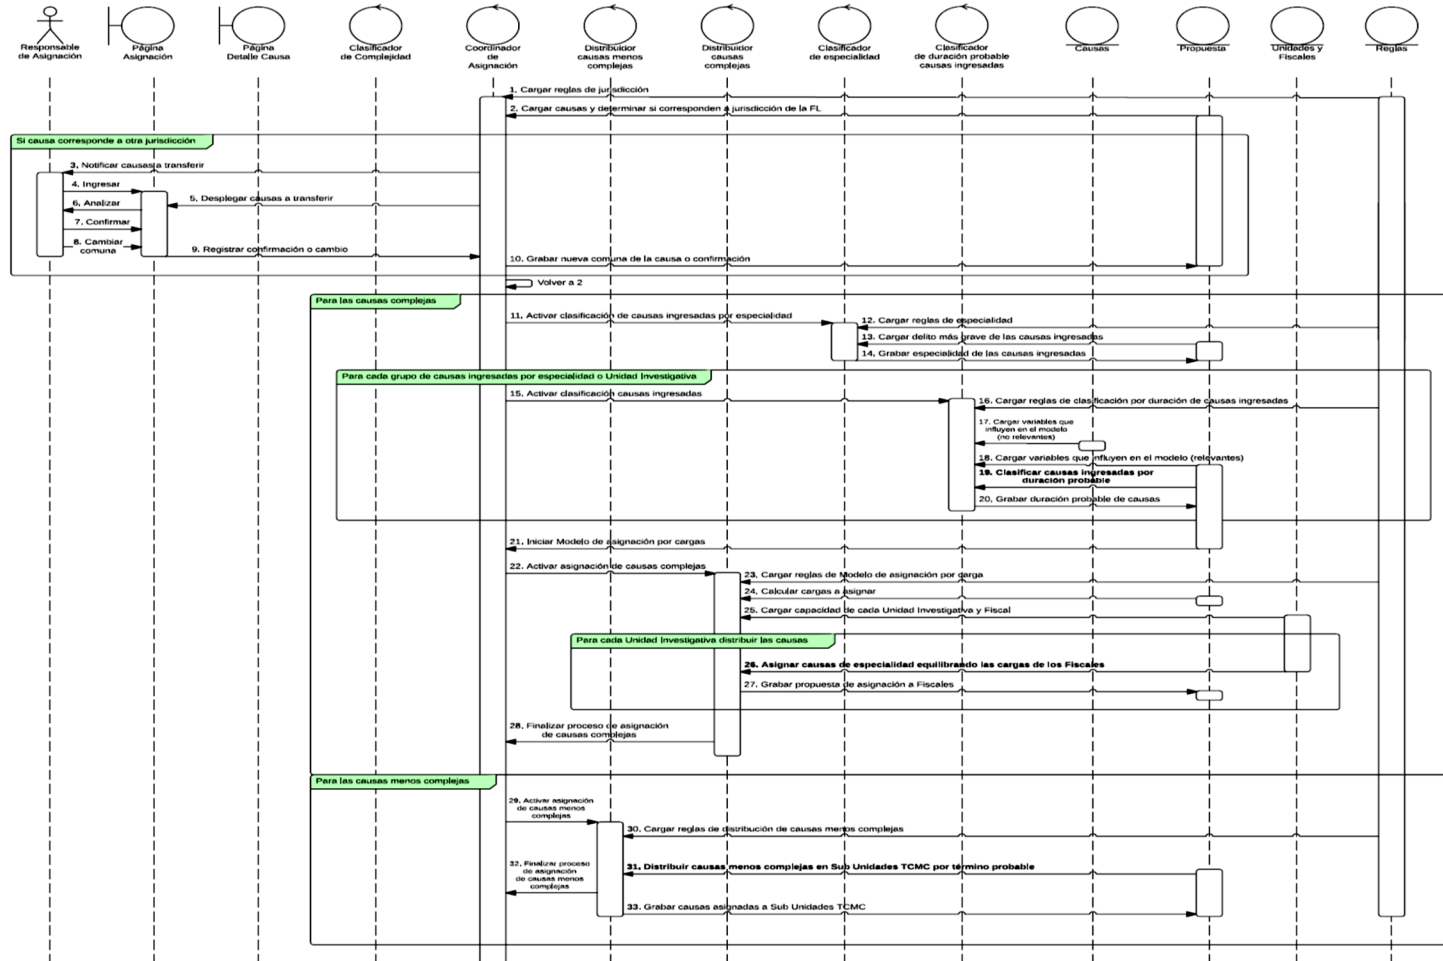 Responsable
de Asignación
Página
Asignación
Página
Detalle Causa
Clasificador
de Complejidad
Coordinador
de
Asignación
Distribuidor
causas menos
complejas
Distribuidor
causas
complejas
Clasificador
de especialidad
Clasificador
de duración probable
causas ingresadas
Causas
Propuesta
Unidades y
Fiscales
Reglas
1. Cargar reglas de jurisdicción
2. Cargar causas y determinar si corresponden a jurisdicción de la FL
Si causa corresponde a otra jurisdicción
3. Notificar causas a transferir
4. Ingresar
5. Desplegar causas a transferir
6. Analizar
7. Confirmar
8. Cambiar
comuna
9. Registrar confirmación o cambio
10. Grabar nueva comuna de la causa o confirmación
Volver a 2
Para las causas complejas
11. Activar clasificación de causas ingresadas por especialidad
12. Cargar reglas de especialidad
13. Cargar delito más grave de las causas ingresadas
14. Grabar especialidad de las causas ingresadas
Para cada grupo de causas ingresadas por especialidad o Unidad Investigativa
15. Activar clasificación causas ingresadas
16. Cargar reglas de clasificación por duración de causas ingresadas
17. Cargar variables que
influyen en el modelo
(no relevantes)
18. Cargar variables que influyen en el modelo (relevantes)
19. Clasificar causas ingresadas por
duración probable
20. Grabar duración probable de causas
21. Iniciar Modelo de asignación por cargas
22. Activar asignación de causas complejas
23. Cargar reglas de Modelo de asignación por carga
24. Calcular cargas a asignar
25. Cargar capacidad de cada Unidad Investigativa y Fiscal
Para cada Unidad Investigativa distribuir las causas
26. Asignar causas de especialidad equilibrando las cargas de los Fiscales
27. Grabar propuesta de asignación a Fiscales
28. Finalizar proceso de asignación
de causas complejas
Para las causas menos complejas
29. Activar asignación
de causas menos
complejas
30. Cargar reglas de distribución de causas menos complejas
31. Distribuir causas menos complejas en Sub Unidades TCMC por término probable
32. Finalizar proceso
de asignación
de causas menos
complejas
33. Grabar causas asignadas a Sub Unidades TCMC